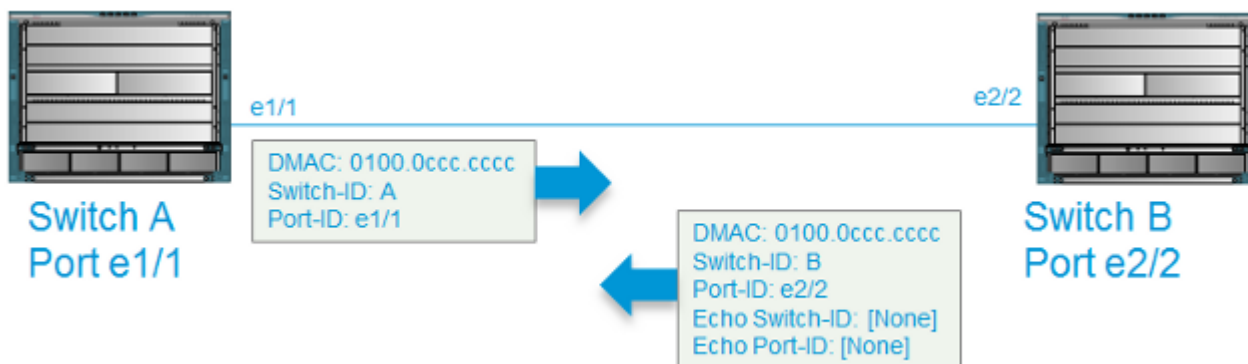 e1/1
e2/2
DMAC: 0100.0ccc.cccc
Switch-ID: A
Port-ID: e1/1
Switch A
Port e1/1
DMAC: 0100.0ccc.cccc
Switch-ID: B
Port-ID: e2/2
Echo Switch-ID: [None]
Echo Port-ID: [None]
Switch B
Port e2/2